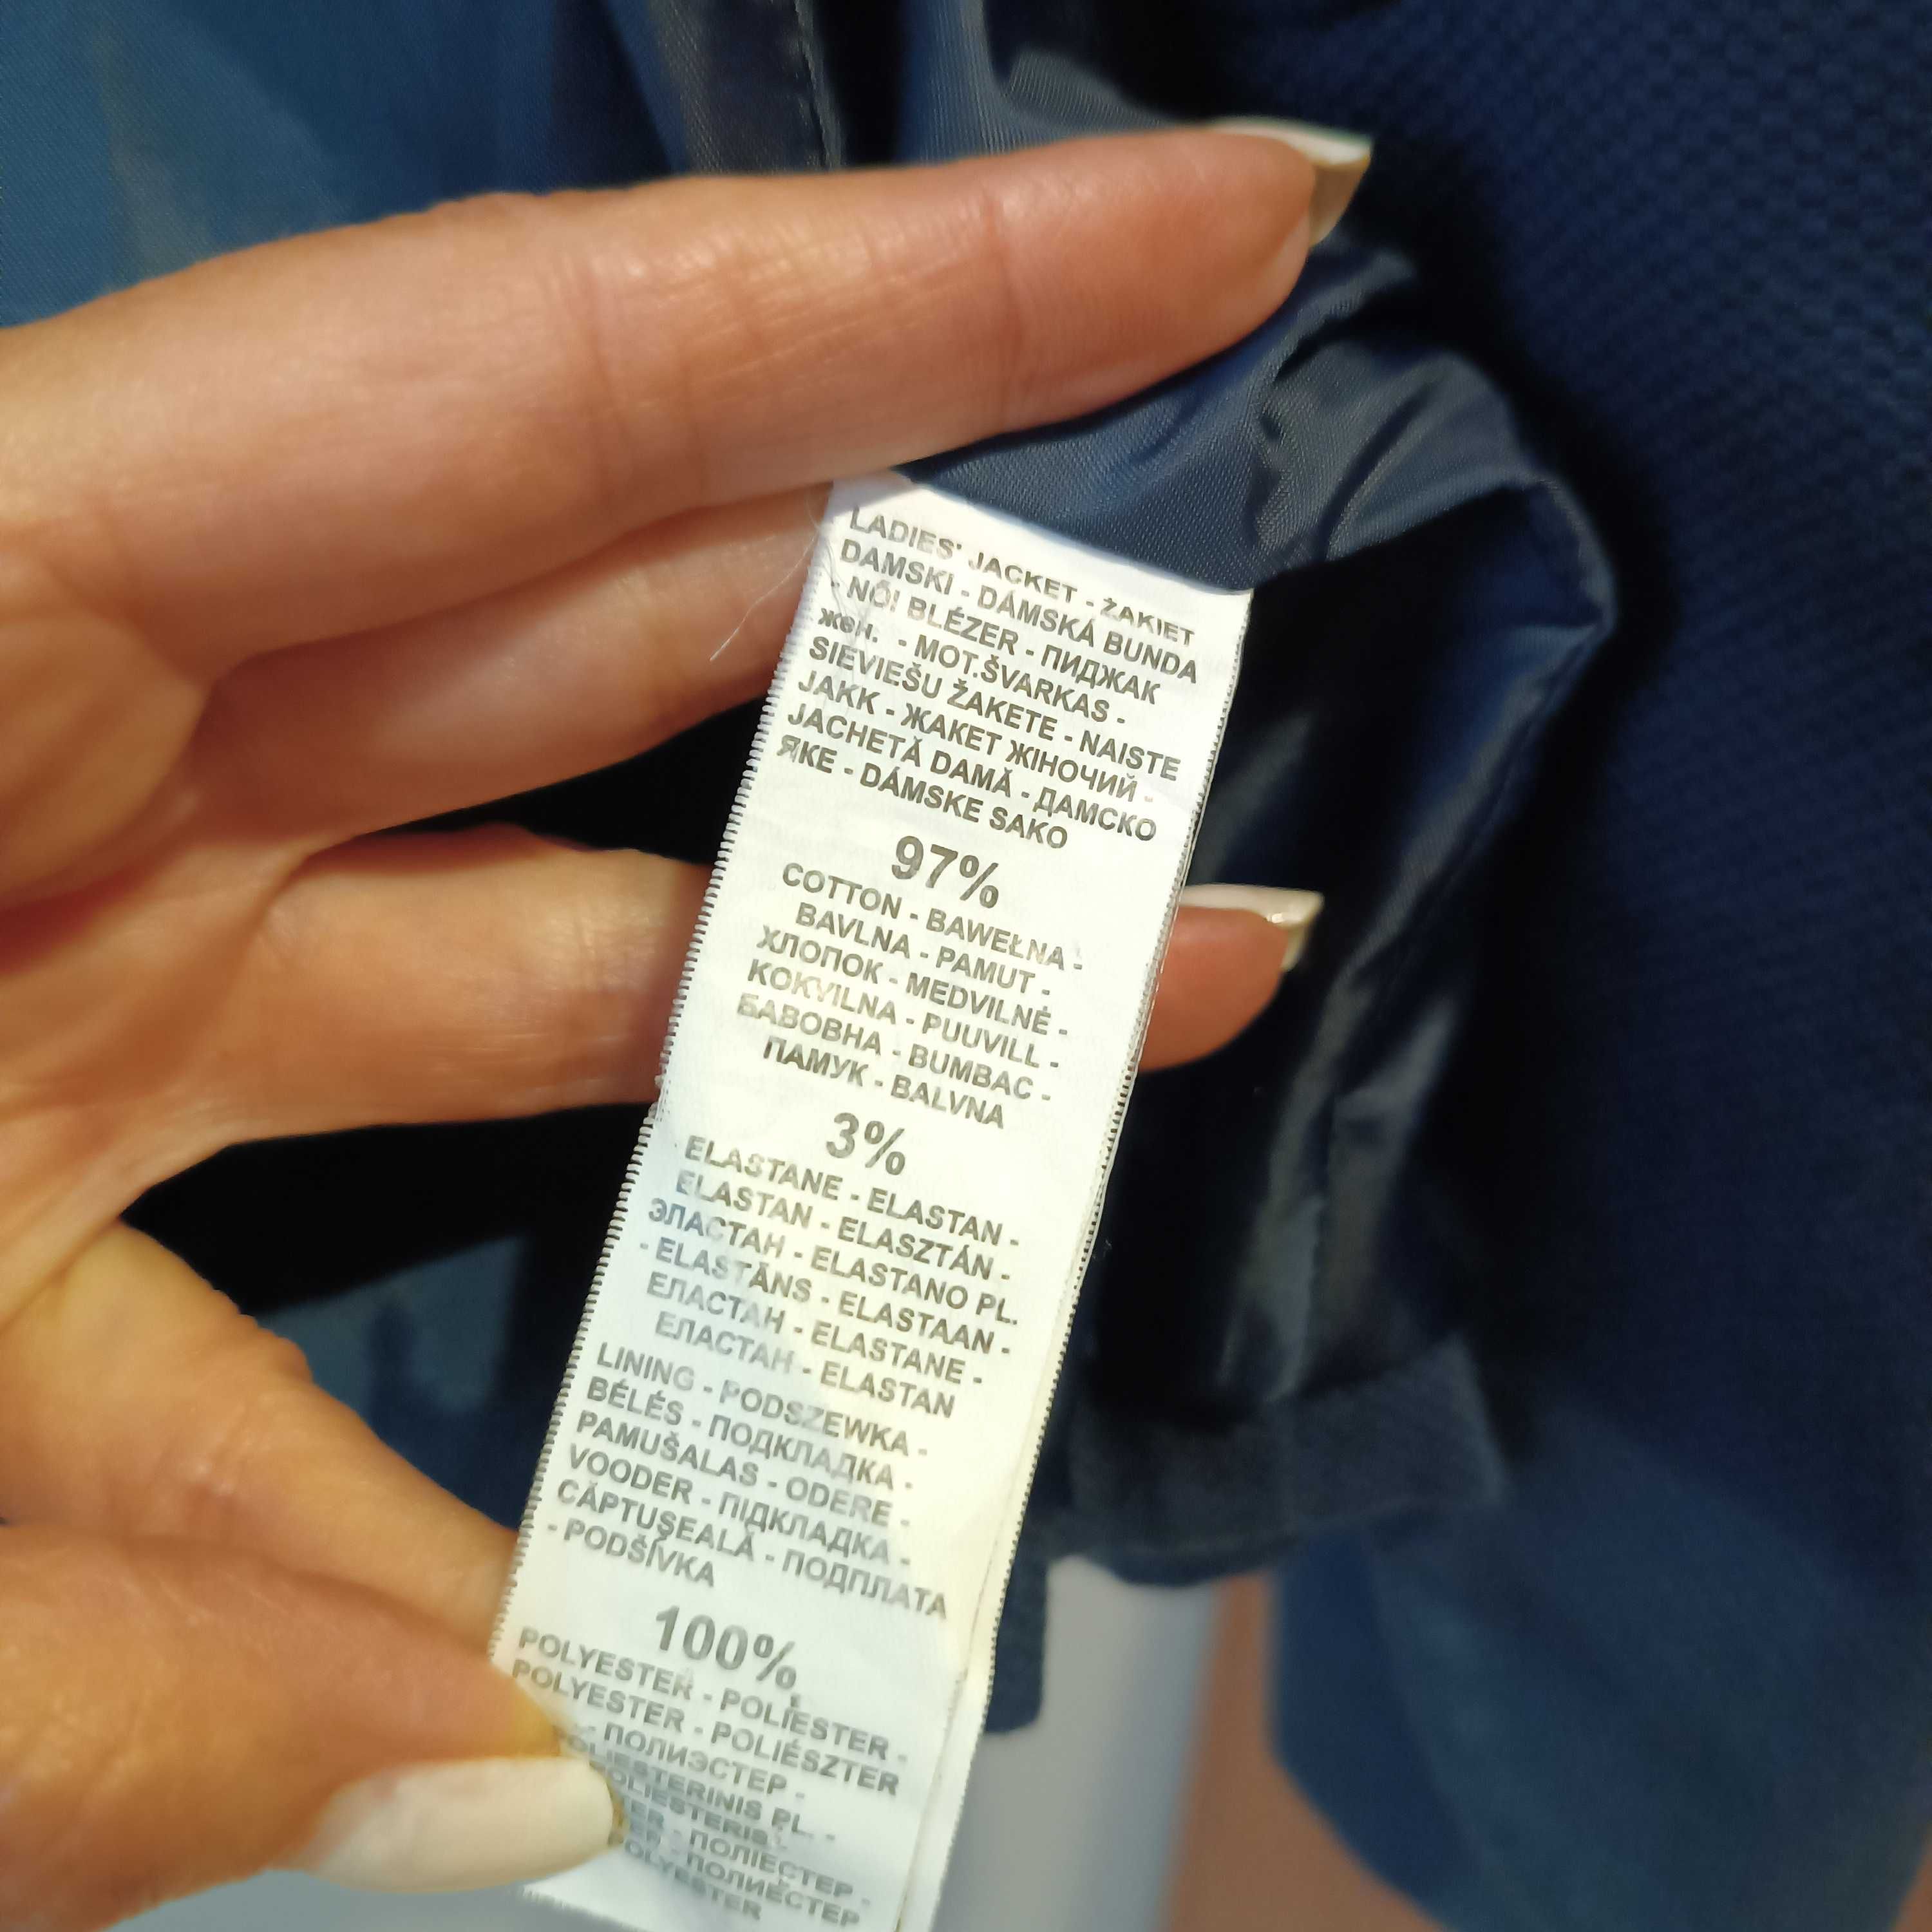 LADIES' JACKET - ŻAKIET
DAMSKI - DÁMSKÁ BUNDA
- NŐI BLÉZER - ПИДЖАК
жен. - MOT.ŠVARKAS -
SIEVIEŠU ŽAKETE - NAISTE
JAKK - ЖАКЕТ ЖІНОЧИЙ -
JACHETĂ DAMĂ - ДАМСКО
ЯКЕ - DÁMSKE SAKO
97%
COTTON - BAWEŁNA -
BAVLNA - PAMUT -
ХЛОПОК - MEDVILNĖ -
KOKVILNA - PUUVILL -
БАВОВНА - BUMBAC -
ПАМУК - BALVNA
3%
ELASTANE - ELASTAN -
ELASTAN - ELASZTÁN -
ЭЛАСТАН - ELASTANO PL.
- ELASTĀNS - ELASTAAN -
ЕЛАСТАН - ELASTANE -
ЕЛАСТАН - ELASTAN
LINING - PODSZEWKA -
BÉLÉS - ПОДКЛАДКА -
PAMUŠALAS - ODERE -
VOODER - ПІДКЛАДКА -
CĂPTUŞEALĂ - ПОДПЛАТА
- PODŠÍVKA
100%
POLYESTER - POLIESTER -
POLYESTER - POLIÉSZTER
- ПОЛИЭСТЕР -
- ПОЛІЕСТЕР -
- ПОЛИЕСТЕР